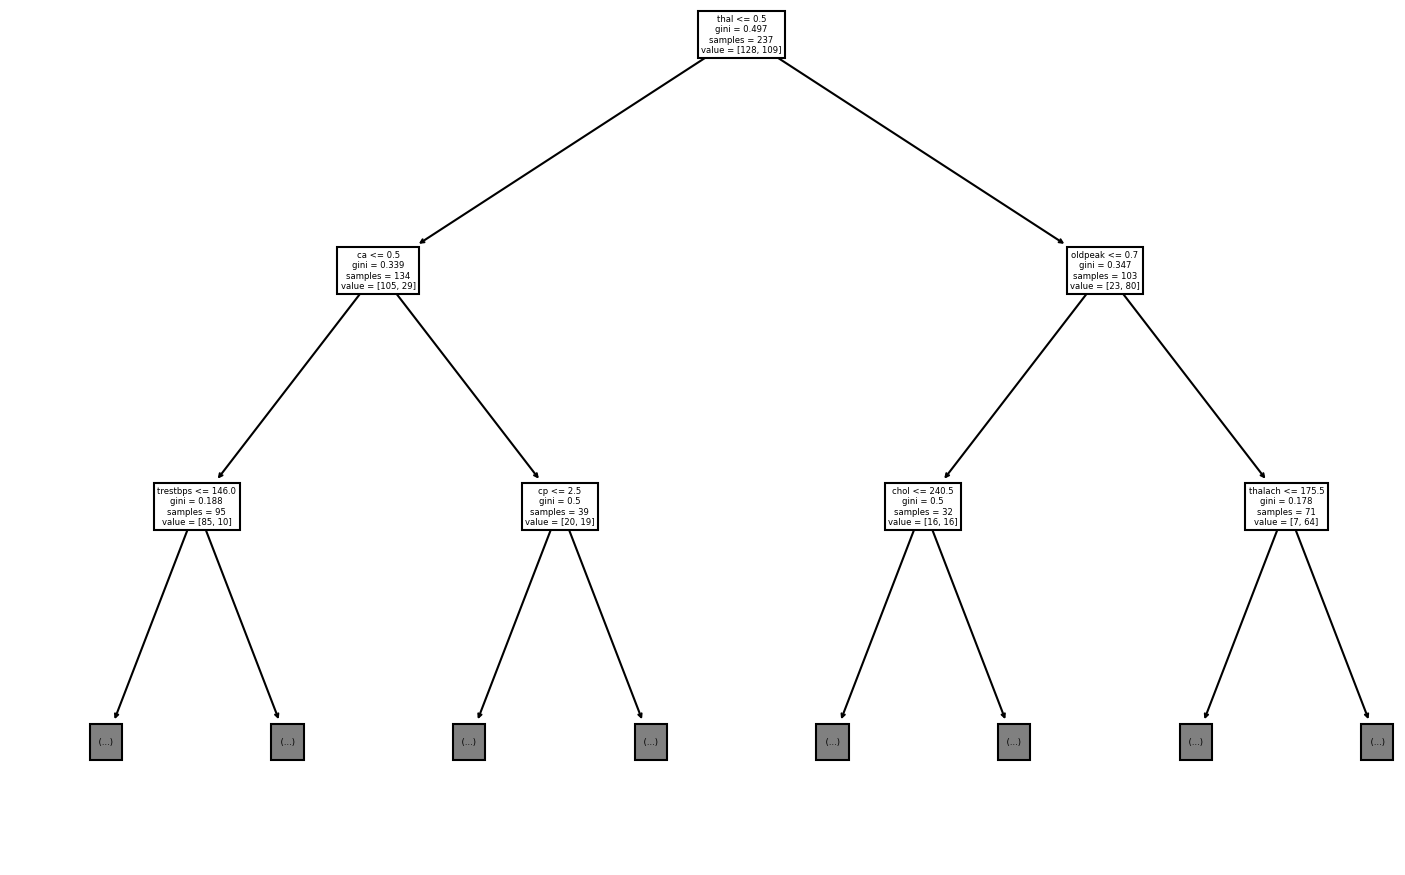 thal <= 0.5
gini = 0.497
samples = 237
value = [128, 109]
ca <= 0.5
gini = 0.339
samples = 134
value = [105, 29]
oldpeak <= 0.7
gini = 0.347
samples = 103
value = [23, 80]
trestbps <= 146.0
gini = 0.188
samples = 95
value = [85, 10]
cp <= 2.5
gini = 0.5
samples = 39
value = [20, 19]
chol <= 240.5
gini = 0.5
samples = 32
value = [16, 16]
thalach <= 175.5
gini = 0.178
samples = 71
value = [7, 64]
(...)
(...)
(...)
(...)
(...)
(...)
(...)
(...)